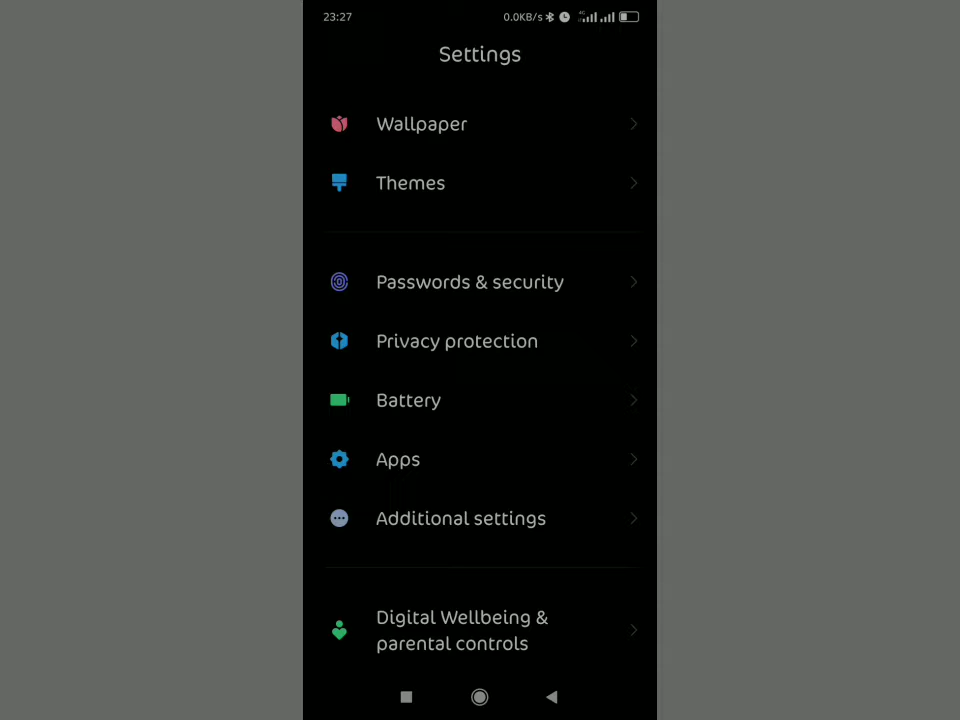 23:27
0.0KB/s
4G
Settings
Wallpaper
Themes
Passwords & security
Privacy protection
Battery
Apps
Additional settings
Digital Wellbeing &
parental controls